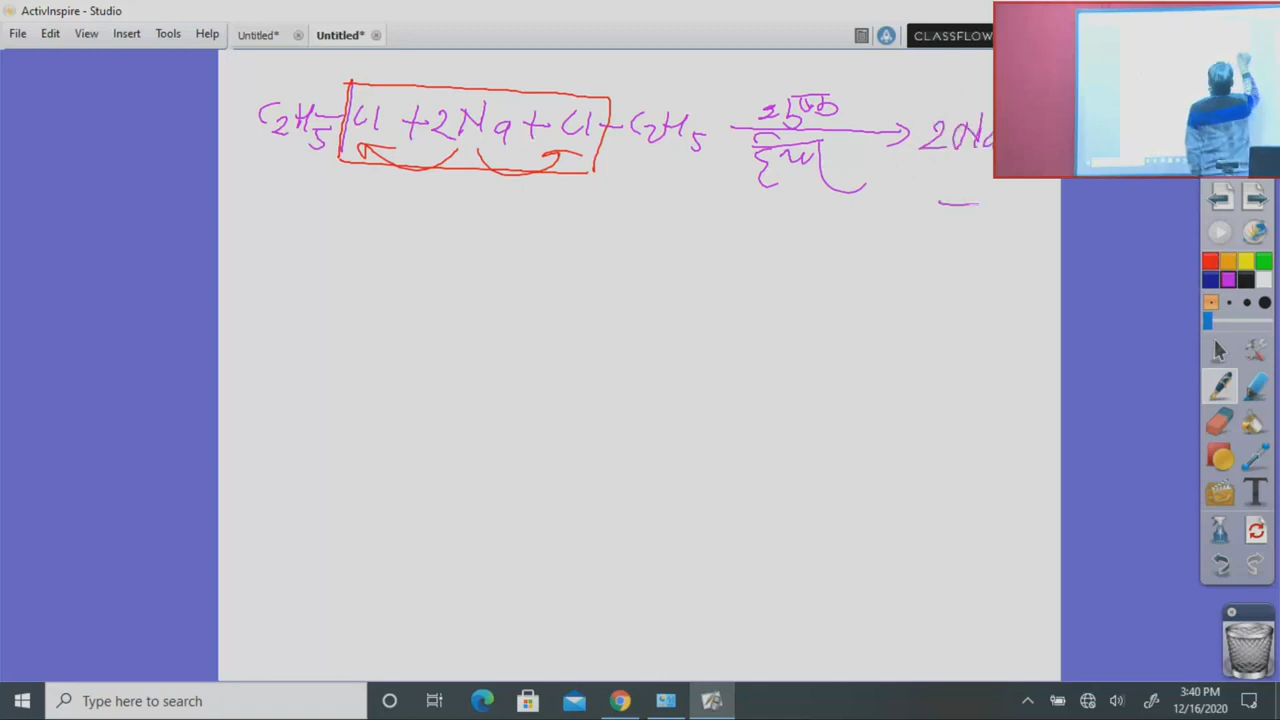 ActivInspire - Studio
File Edit View Insert Tools Help
Untitled* Untitled* CLASSFLOW
C₂H₅-Cl + 2Na + Cl-C₂H₅ → 2Na
Type here to search
3:40 PM
12/16/2020